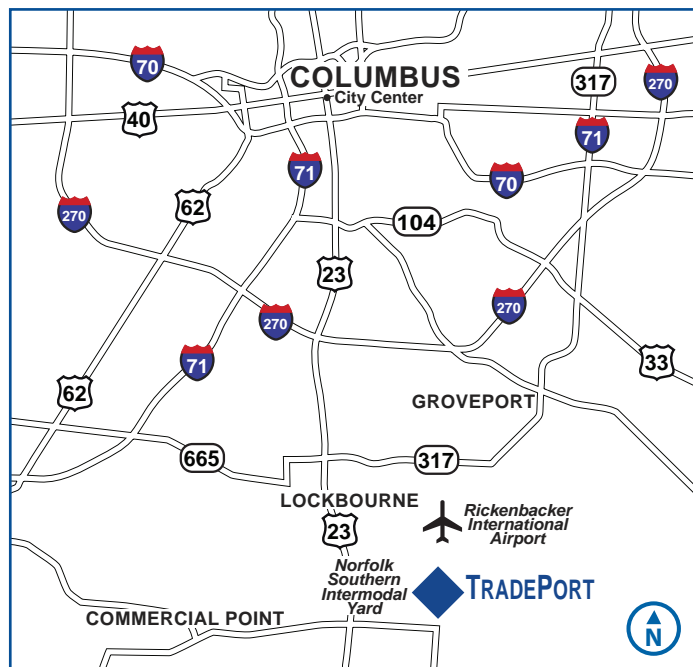 70
COLUMBUS
City Center
317
270
40
71
71
70
62
270
104
23
270
270
33
71
62
GROVEPORT
665
317
LOCKBOURNE
23
Rickenbacker
International
Airport
Norfolk
Southern
Intermodal
Yard
TRADEPORT
COMMERCIAL POINT
N